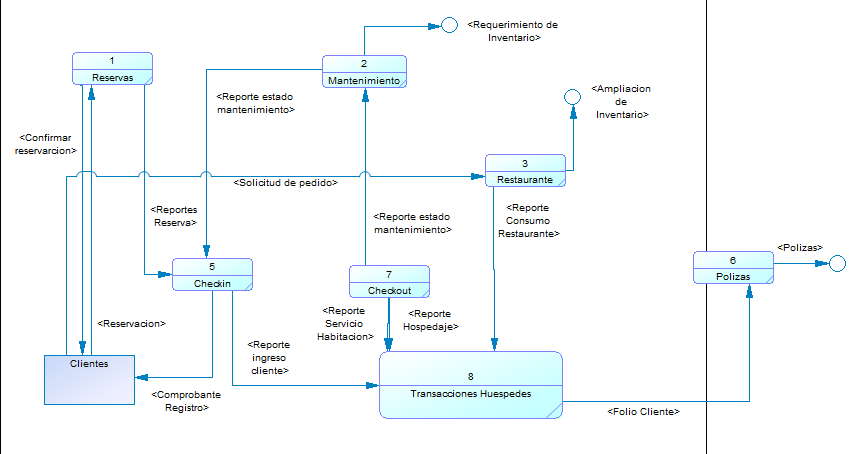 <Requerimiento de
Inventario>
1
Reservas
2
Mantenimiento
<Reporte estado
mantenimiento>
<Ampliacion
de
Inventario>
<Confirmar
reservarcion>
3
Restaurante
<Solicitud de pedido>
<Reportes
Reserva>
<Reporte estado
mantenimiento>
<Reporte
Consumo
Restaurante>
5
Checkin
7
Checkout
6
Polizas
<Polizas>
<Reservacion>
<Reporte
Servicio
Habitacion>
<Reporte
Hospedaje>
<Reporte
ingreso
cliente>
Clientes
<Comprobante
Registro>
8
Transacciones Huespedes
<Folio Cliente>